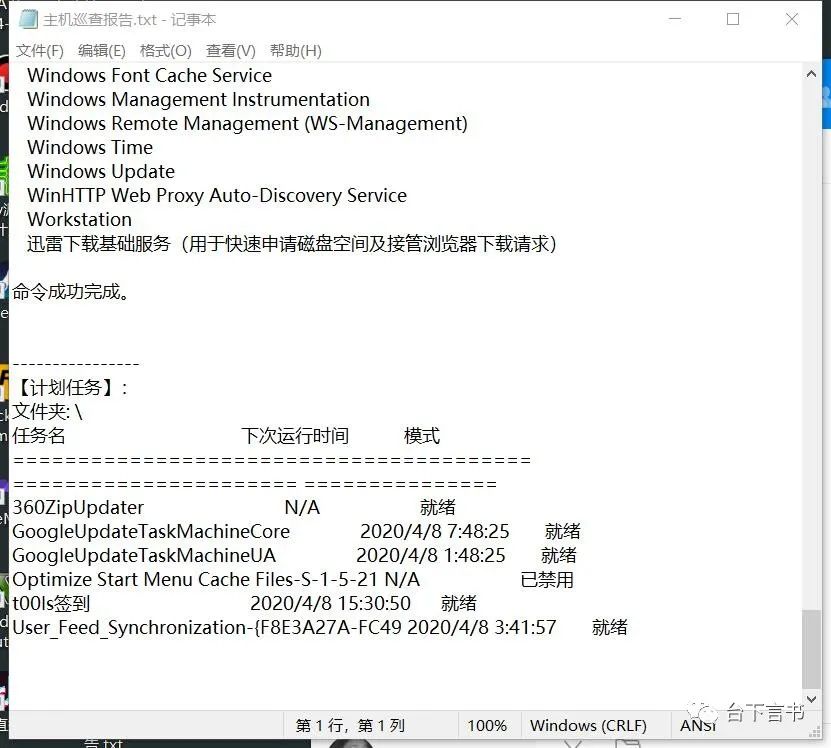 主机巡查报告.txt - 记事本
文件(F) 编辑(E) 格式(O) 查看(V) 帮助(H)
Windows Font Cache Service
Windows Management Instrumentation
Windows Remote Management (WS-Management)
Windows Time
Windows Update
WinHTTP Web Proxy Auto-Discovery Service
Workstation
迅雷下载基础服务（用于快速申请磁盘空间及接管浏览器下载请求）
命令成功完成。
----------------
【计划任务】:
文件夹: \
任务名 下次运行时间 模式
========================================
====================== ===============
360ZipUpdater N/A 就绪
GoogleUpdateTaskMachineCore 2020/4/8 7:48:25 就绪
GoogleUpdateTaskMachineUA 2020/4/8 1:48:25 就绪
Optimize Start Menu Cache Files-S-1-5-21 N/A 已禁用
t00ls签到 2020/4/8 15:30:50 就绪
User_Feed_Synchronization-{F8E3A27A-FC49 2020/4/8 3:41:57 就绪
第 1 行，第 1 列 100% Windows (CRLF) ANSI
台下言书
告.txt